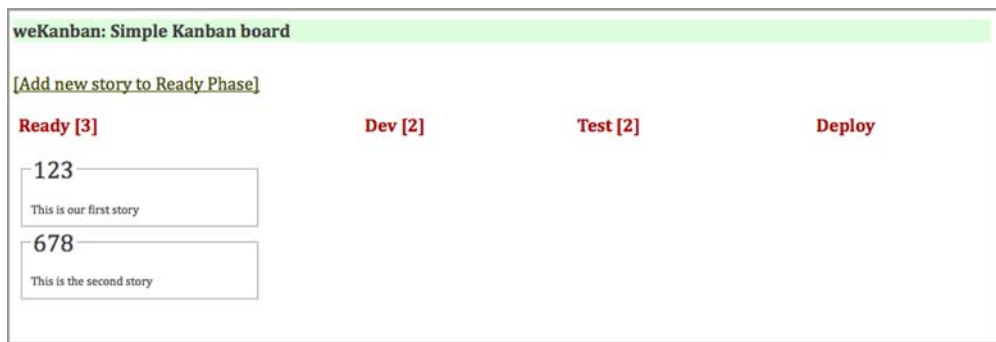 weKanban: Simple Kanban board
[Add new story to Ready Phase]
Ready [3] Dev [2] Test [2] Deploy
123
This is our first story
678
This is the second story